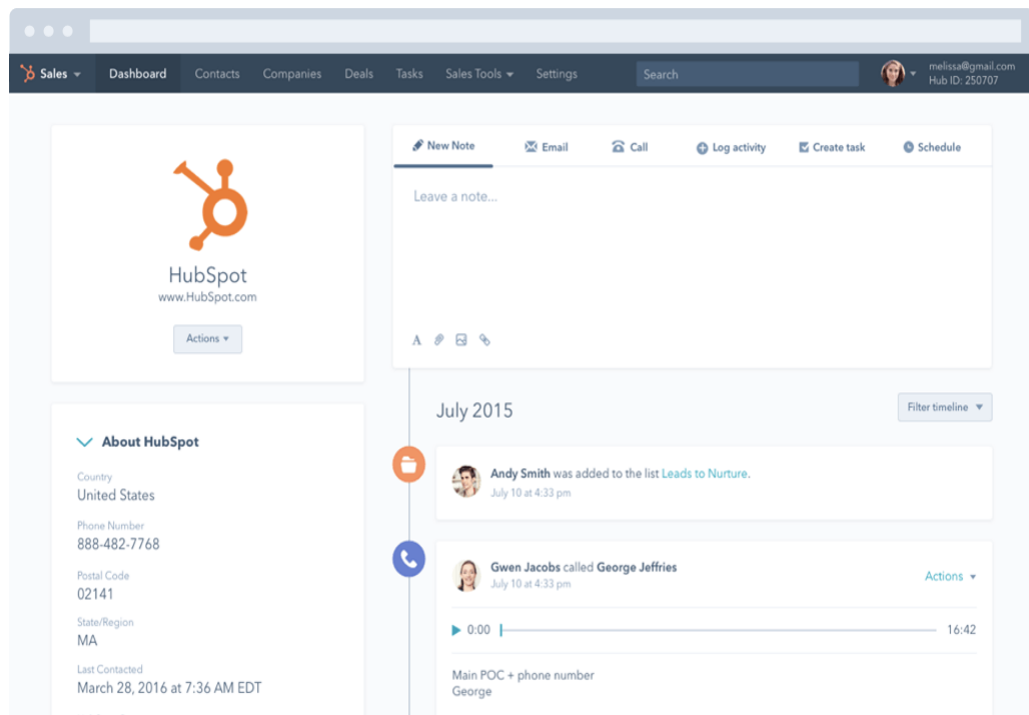 Sales Dashboard Contacts Companies Deals Tasks Sales Tools Settings Search melissa@gmail.com
Hub ID: 250707
HubSpot
www.HubSpot.com
Actions
About HubSpot
Country
United States
Phone Number
888-482-7768
Postal Code
02141
State/Region
MA
Last Contacted
March 28, 2016 at 7:36 AM EDT
New Note Email Call Log activity Create task Schedule
Leave a note...
A
July 2015 Filter timeline
Andy Smith was added to the list Leads to Nurture.
July 10 at 4:33 pm
Gwen Jacobs called George Jeffries
July 10 at 4:33 pm
Actions
0:00 16:42
Main POC + phone number
George